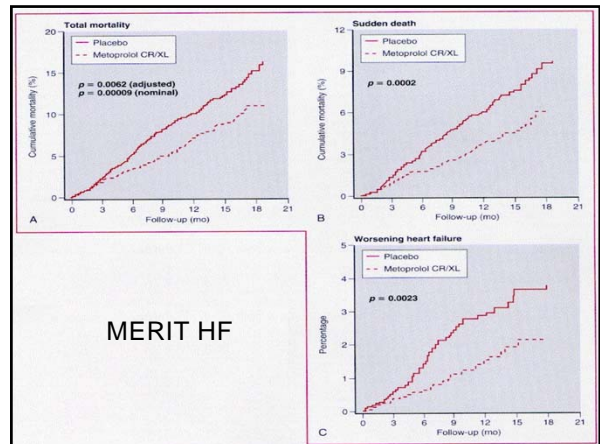 Total mortality
20
15
10
5
0
Cumulative mortality (%)
Placebo
Metoprolol CR/XL
p = 0.0062 (adjusted)
p = 0.00009 (nominal)
0 3 6 9 12 15 18 21
Follow-up (mo)
A
Sudden death
12
9
6
3
0
Cumulative mortality (%)
Placebo
Metoprolol CR/XL
p = 0.0002
0 3 6 9 12 15 18 21
Follow-up (mo)
B
MERIT HF
Worsening heart failure
5
4
3
2
1
0
Percentage
Placebo
Metoprolol CR/XL
p = 0.0023
0 3 6 9 12 15 18 21
Follow-up (mo)
C